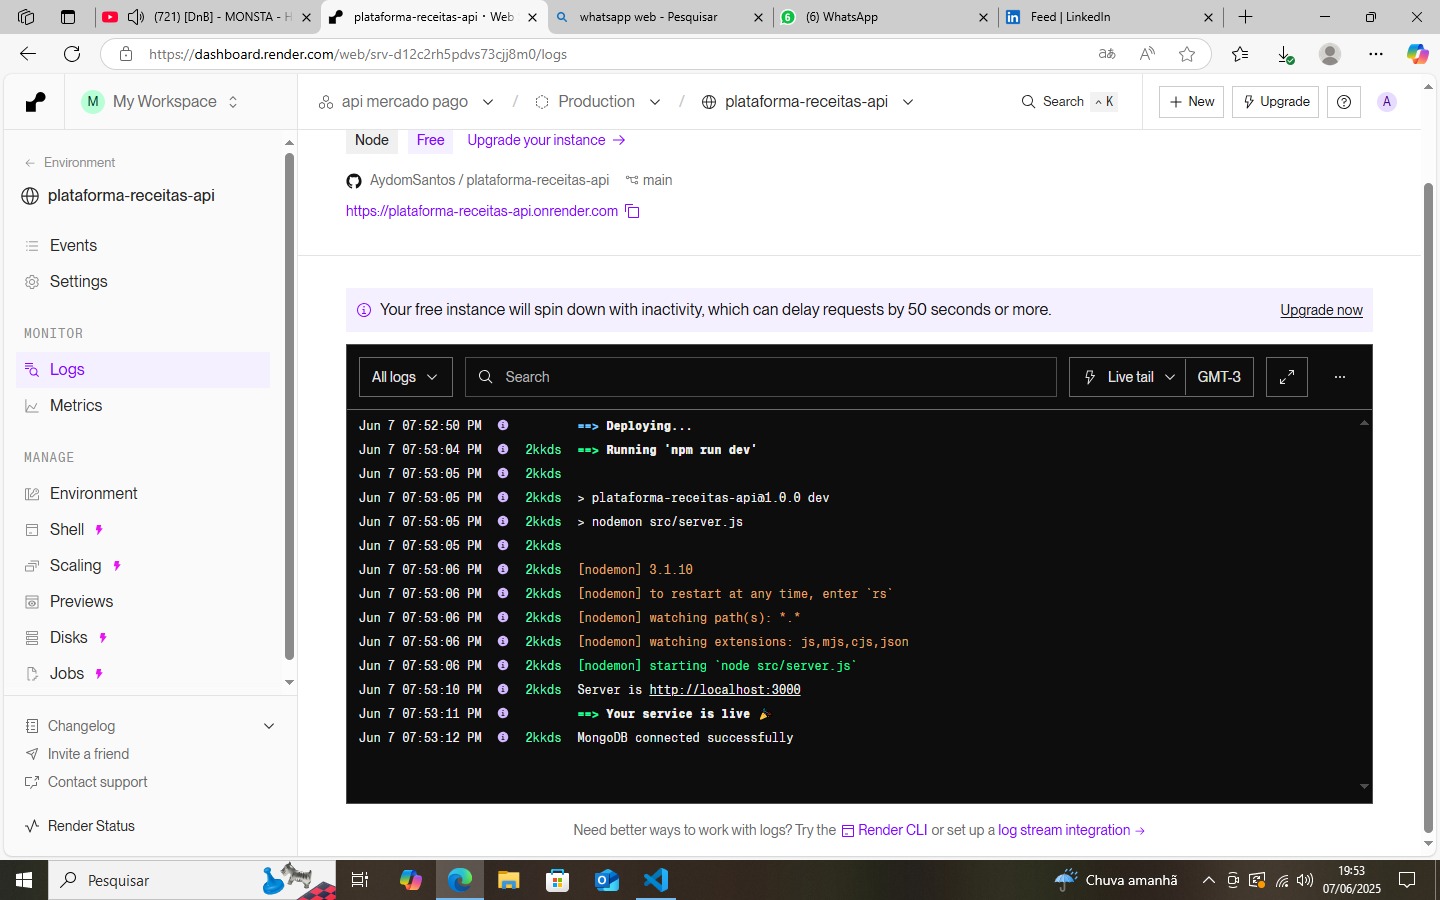 (721) [DnB] - MONSTA - H
plataforma-receitas-api · Web
whatsapp web - Pesquisar
6 (6) WhatsApp
in Feed | LinkedIn
https://dashboard.render.com/web/srv-d12c2rh5pdvs73cjj8m0/logs
M My Workspace
api mercado pago / Production / plataforma-receitas-api
Search ^ K
+ New
Upgrade
A
Environment
plataforma-receitas-api
Events
Settings
MONITOR
Logs
Metrics
MANAGE
Environment
Shell
Scaling
Previews
Disks
Jobs
Changelog
Invite a friend
Contact support
Render Status
Node Free Upgrade your instance →
AydomSantos / plataforma-receitas-api main
https://plataforma-receitas-api.onrender.com
Your free instance will spin down with inactivity, which can delay requests by 50 seconds or more. Upgrade now
All logs Search Live tail GMT-3 ...
Jun 7 07:52:50 PM ==> Deploying...
Jun 7 07:53:04 PM 2kkds ==> Running 'npm run dev'
Jun 7 07:53:05 PM 2kkds
Jun 7 07:53:05 PM 2kkds > plataforma-receitas-api@1.0.0 dev
Jun 7 07:53:05 PM 2kkds > nodemon src/server.js
Jun 7 07:53:05 PM 2kkds
Jun 7 07:53:06 PM 2kkds [nodemon] 3.1.10
Jun 7 07:53:06 PM 2kkds [nodemon] to restart at any time, enter `rs`
Jun 7 07:53:06 PM 2kkds [nodemon] watching path(s): *.*
Jun 7 07:53:06 PM 2kkds [nodemon] watching extensions: js,mjs,cjs,json
Jun 7 07:53:06 PM 2kkds [nodemon] starting `node src/server.js`
Jun 7 07:53:10 PM 2kkds Server is http://localhost:3000
Jun 7 07:53:11 PM ==> Your service is live 🎉
Jun 7 07:53:12 PM 2kkds MongoDB connected successfully
Need better ways to work with logs? Try the Render CLI or set up a log stream integration →
Pesquisar
Chuva amanhã
19:53
07/06/2025